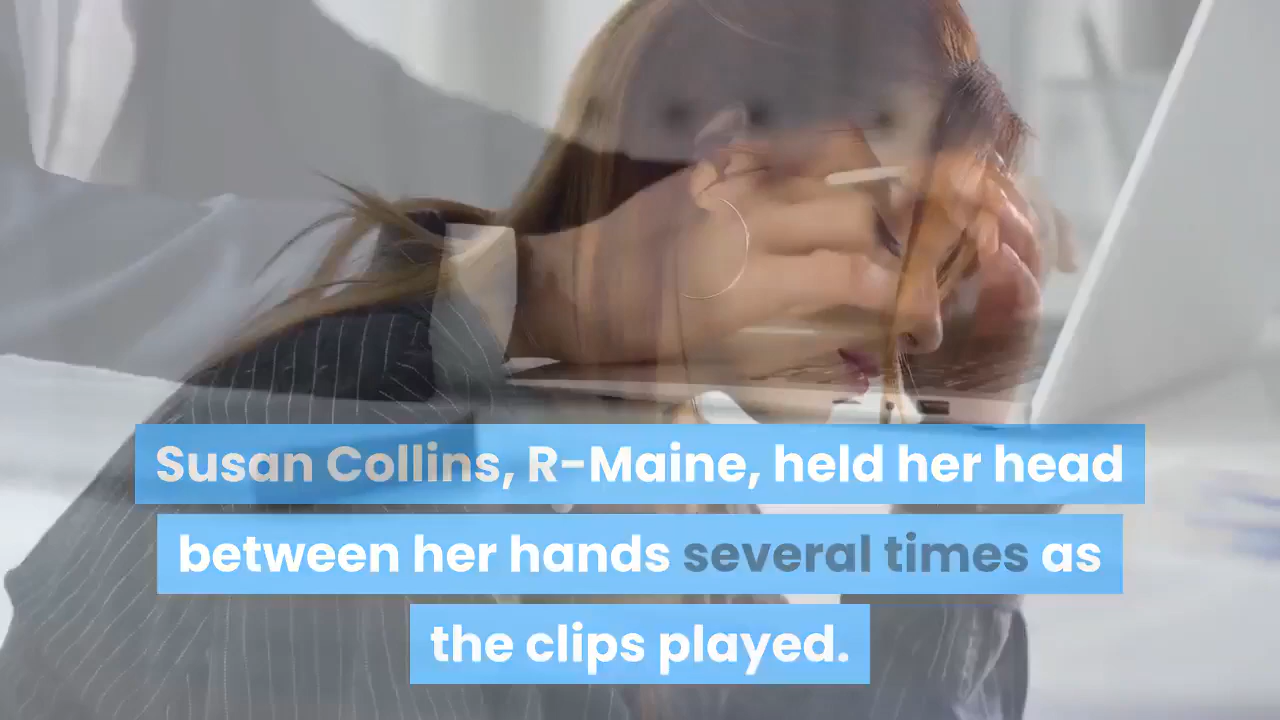 Susan Collins, R-Maine, held her head
between her hands several times as
the clips played.